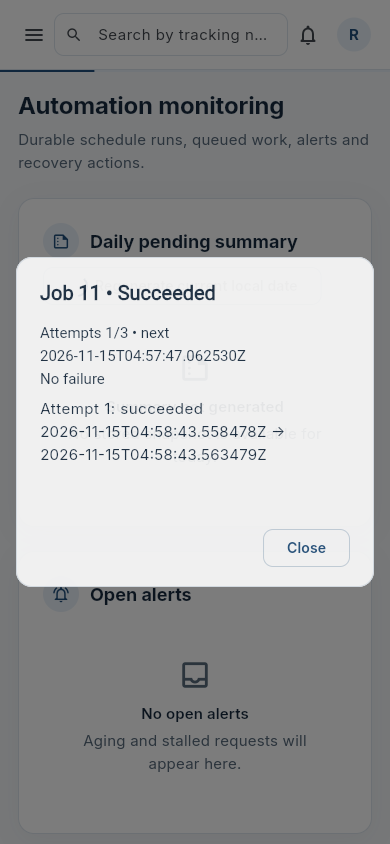 Search by tracking n...
R
Automation monitoring
Durable schedule runs, queued work, alerts and
recovery actions.
Daily pending summary
Job 11 • Succeeded
Attempts 1/3 • next
2026-11-15T04:57:47.062530Z
No failure
Attempt 1: succeeded
2026-11-15T04:58:43.558478Z →
2026-11-15T04:58:43.563479Z
Close
Open alerts
No open alerts
Aging and stalled requests will
appear here.